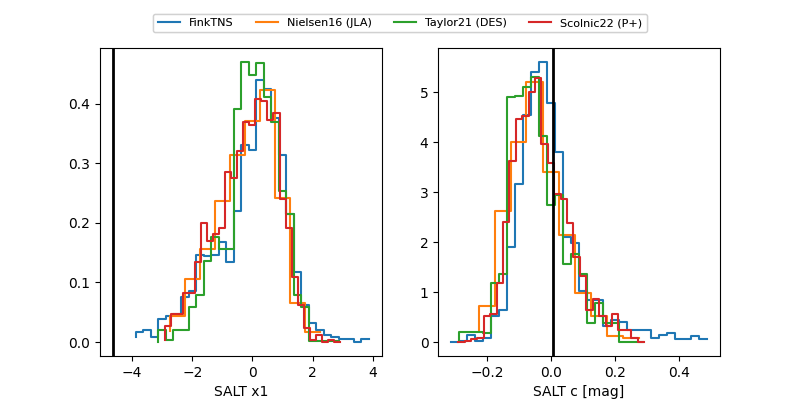 FinkTNS Nielsen16 (JLA) Taylor21 (DES) Scolnic22 (P+)
0.4
0.3
0.2
0.1
0.0
−4 −2 0 2 4
SALT x1
5
4
3
2
1
0
−0.2 0.0 0.2 0.4
SALT c [mag]